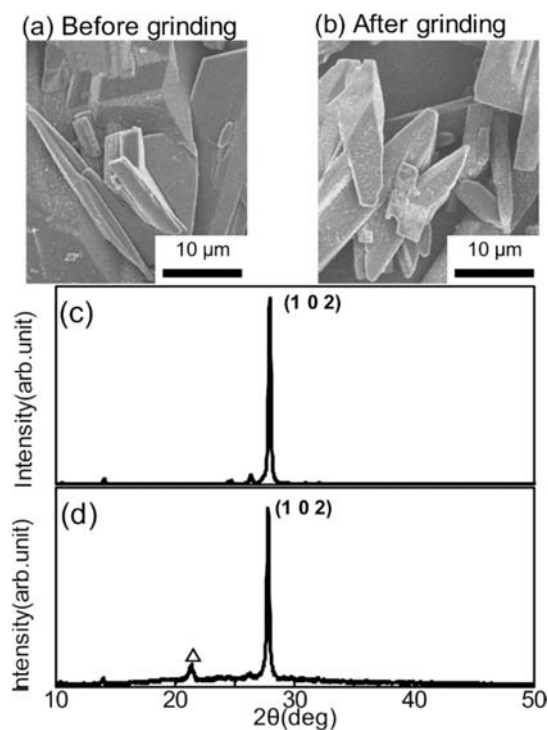 (a) Before grinding
(b) After grinding
10 µm
10 µm
(c)
(1 0 2)
Intensity(arb.unit)
(d)
(1 0 2)
△
Intensity(arb.unit)
10 20 30 40 50
2θ(deg)